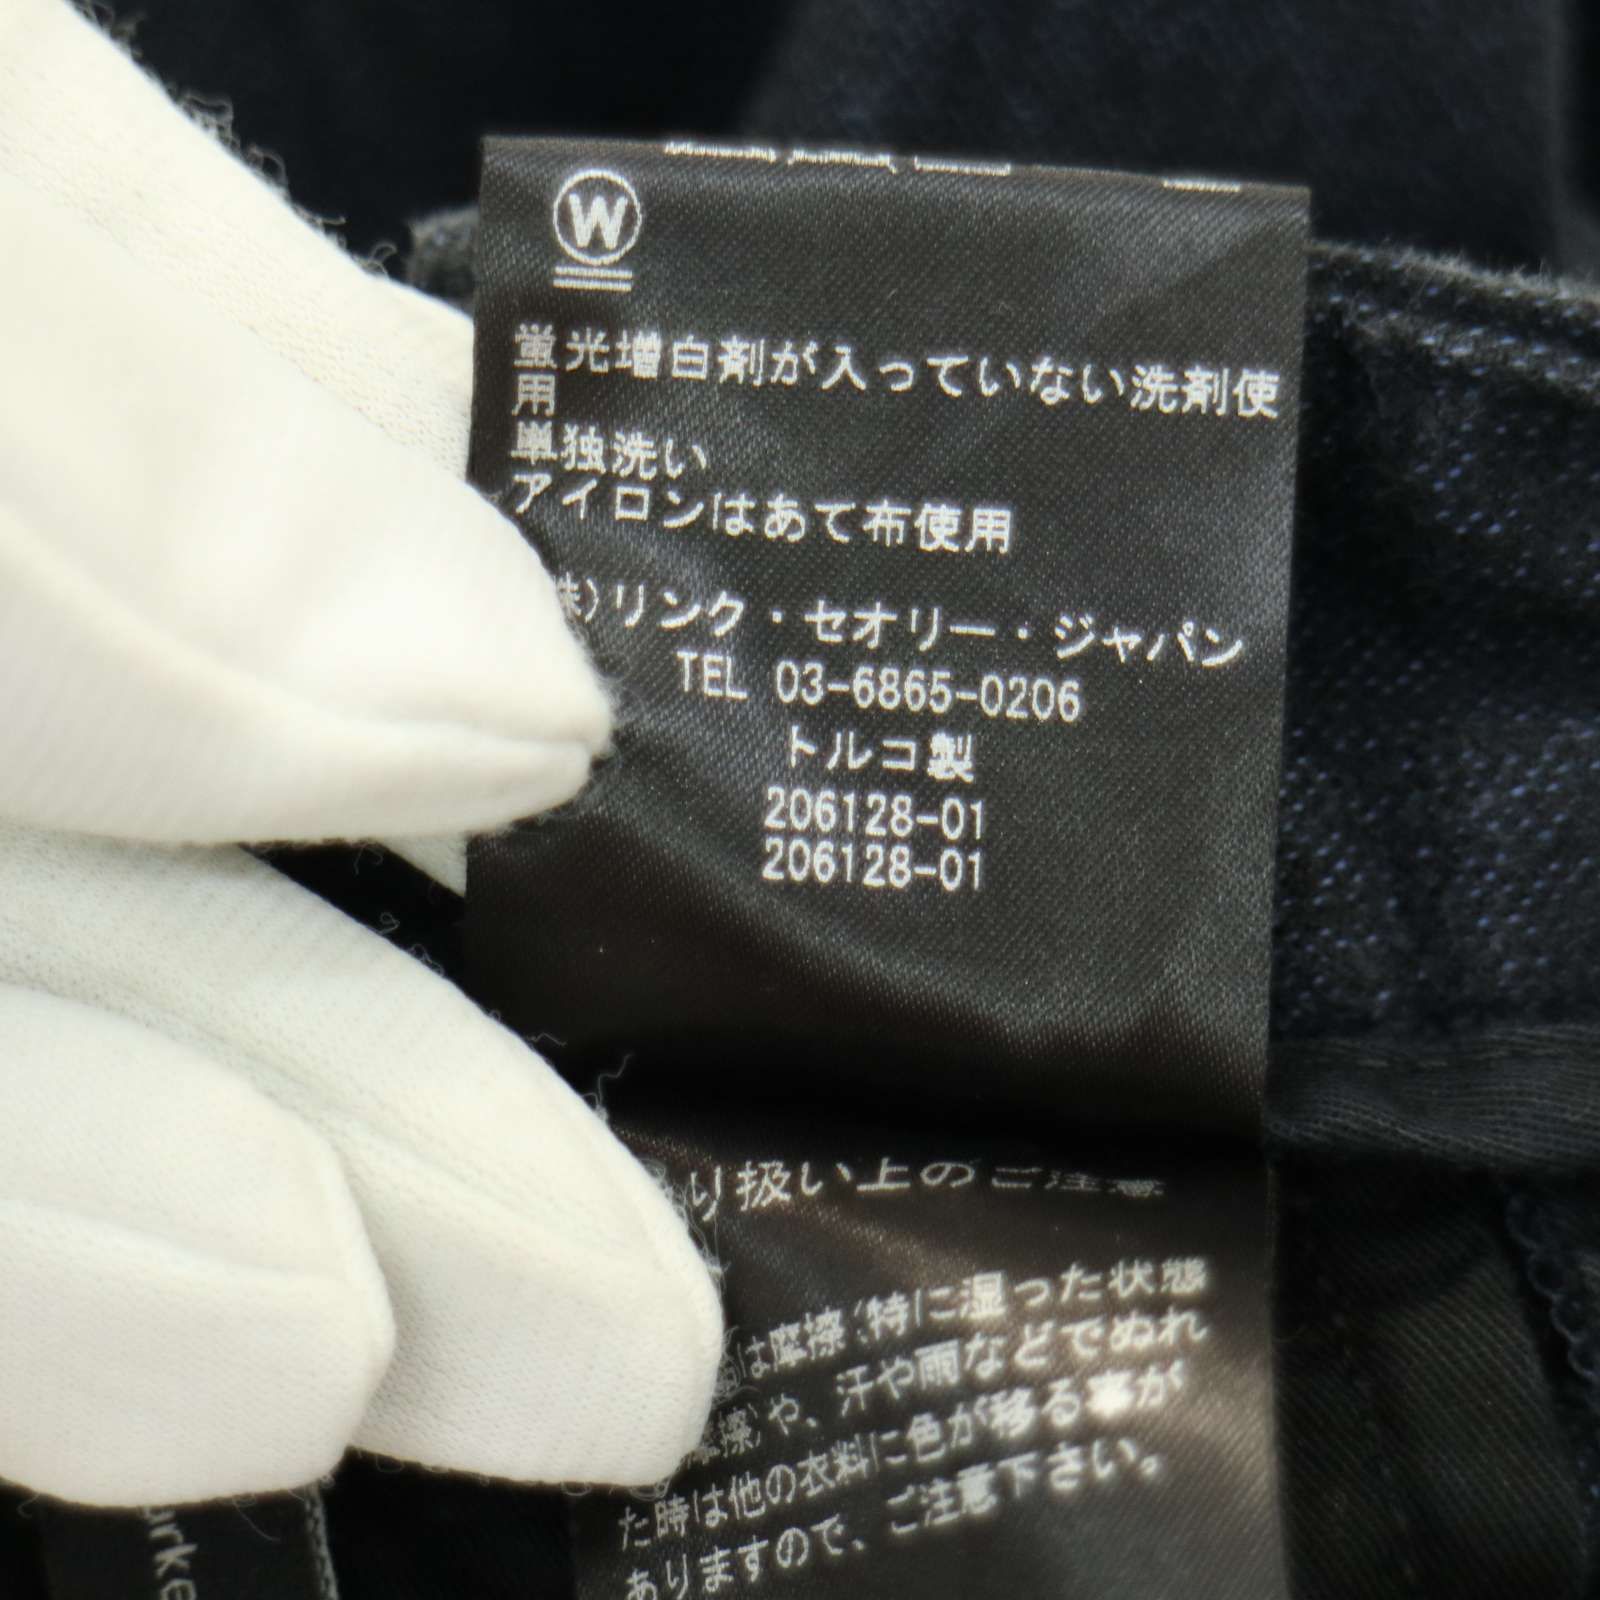 W
蛍光増白剤が入っていない洗剤使
用
単独洗い
アイロンはあて布使用
株)リンク・セオリー・ジャパン
TEL 03-6865-0206
トルコ製
206128-01
206128-01
り扱い上のご注意
は摩擦(特に湿った状態
摩擦)や、汗や雨などでぬれ
た時は他の衣料に色が移る事が
ありますので、ご注意下さい。
urke